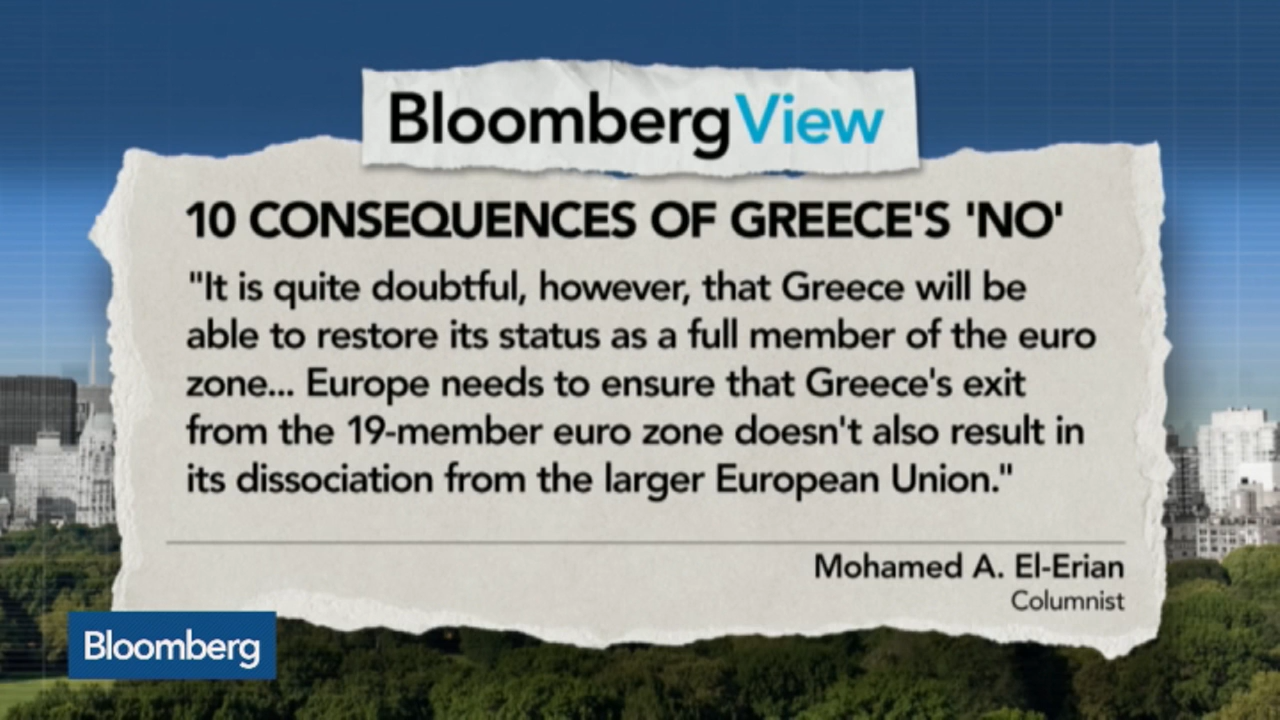 BloombergView
10 CONSEQUENCES OF GREECE'S 'NO'
"It is quite doubtful, however, that Greece will be
able to restore its status as a full member of the euro
zone... Europe needs to ensure that Greece's exit
from the 19-member euro zone doesn't also result in
its dissociation from the larger European Union."
Mohamed A. El-Erian
Columnist
Bloomberg